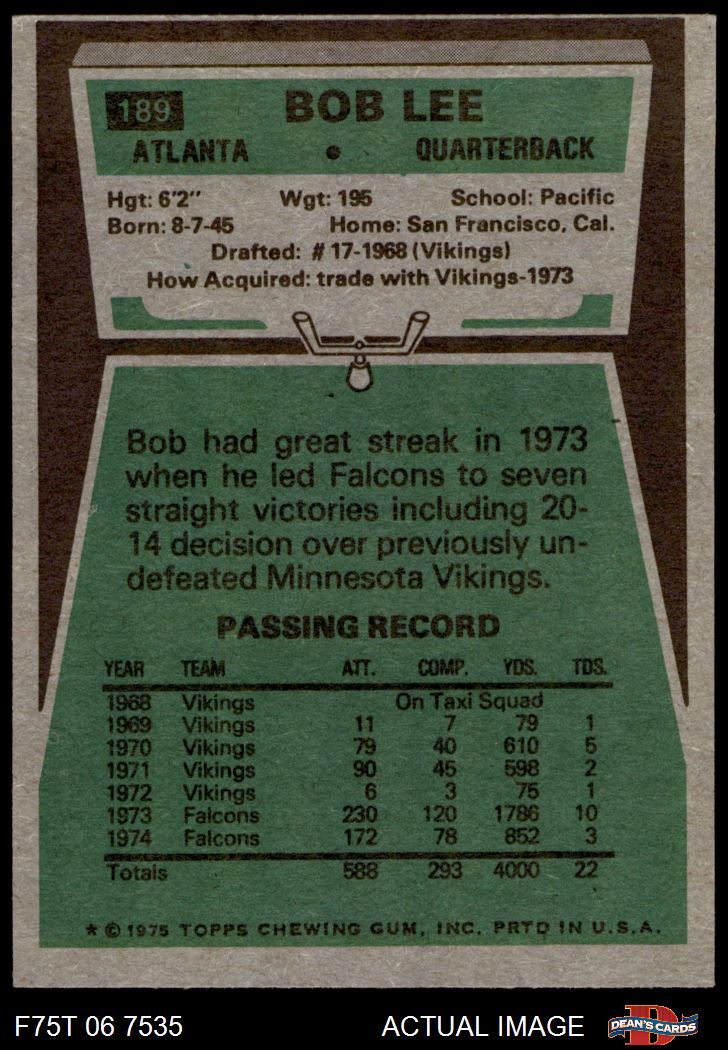 189 BOB LEE
ATLANTA • QUARTERBACK
Hgt: 6'2" Wgt: 195 School: Pacific
Born: 8-7-45 Home: San Francisco, Cal.
Drafted: # 17-1968 (Vikings)
How Acquired: trade with Vikings-1973
Bob had great streak in 1973
when he led Falcons to seven
straight victories including 20-
14 decision over previously un-
defeated Minnesota Vikings.
PASSING RECORD
YEAR TEAM ATT. COMP. YDS. TDS.
1968 Vikings On Taxi Squad
1969 Vikings 11 7 79 1
1970 Vikings 79 40 610 5
1971 Vikings 90 45 598 2
1972 Vikings 6 3 75 1
1973 Falcons 230 120 1786 10
1974 Falcons 172 78 852 3
Totals 588 293 4000 22
* © 1975 TOPPS CHEWING GUM, INC. PRTD IN U.S.A.
F75T 06 7535 ACTUAL IMAGE D DEAN'S CARDS